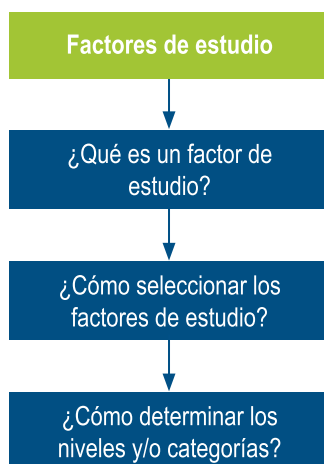 Factores de estudio
¿Qué es un factor de
estudio?
¿Cómo seleccionar los
factores de estudio?
¿Cómo determinar los
niveles y/o categorías?